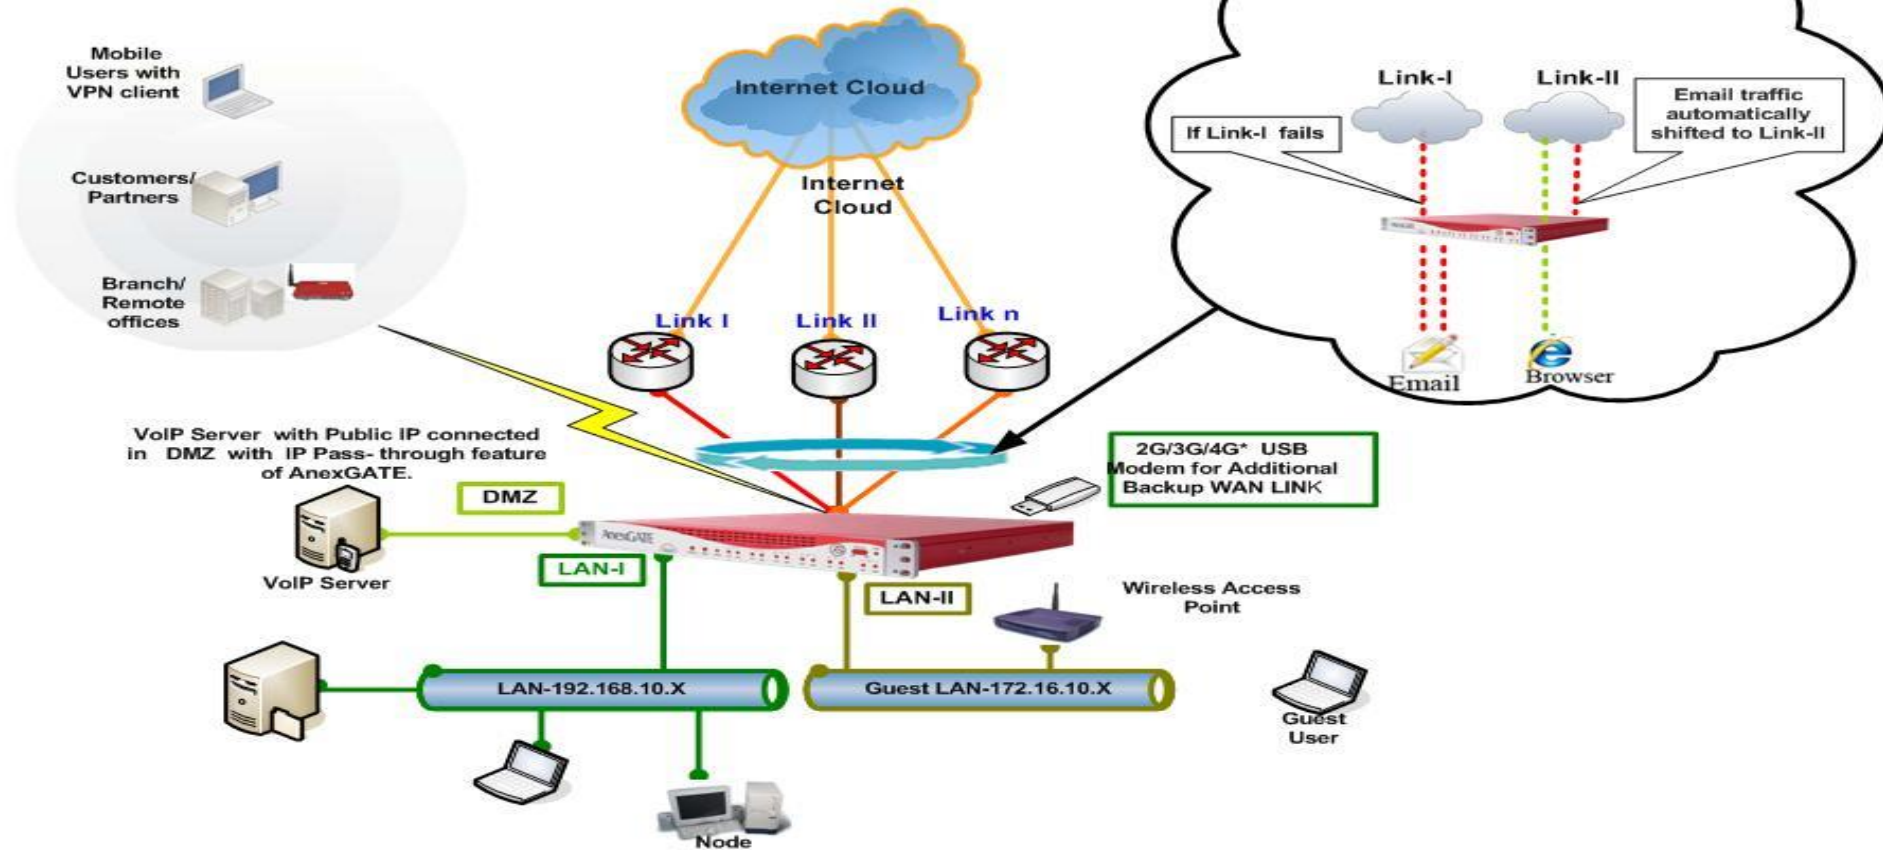 Mobile
Users with
VPN client
Customers/
Partners
Branch/
Remote
offices
Internet Cloud
Internet
Cloud
Link I
Link II
Link n
Link-I
Link-II
If Link-I fails
Email traffic
automatically
shifted to Link-II
Email
Browser
VoIP Server with Public IP connected
in DMZ with IP Pass- through feature
of AnexGATE.
DMZ
2G/3G/4G* USB
Modem for Additional
Backup WAN LINK
AnexGATE
VoIP Server
LAN-I
LAN-II
Wireless Access
Point
LAN-192.168.10.X
Guest LAN-172.16.10.X
Guest
User
Node